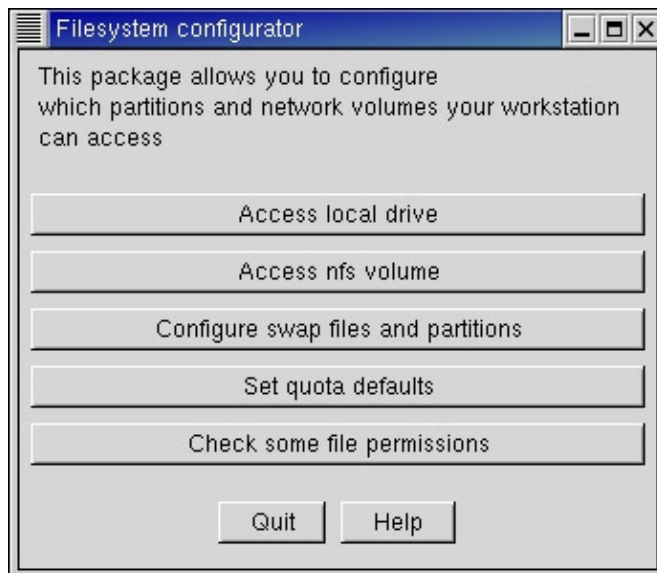 Filesystem configurator
This package allows you to configure
which partitions and network volumes your workstation
can access
Access local drive
Access nfs volume
Configure swap files and partitions
Set quota defaults
Check some file permissions
Quit Help